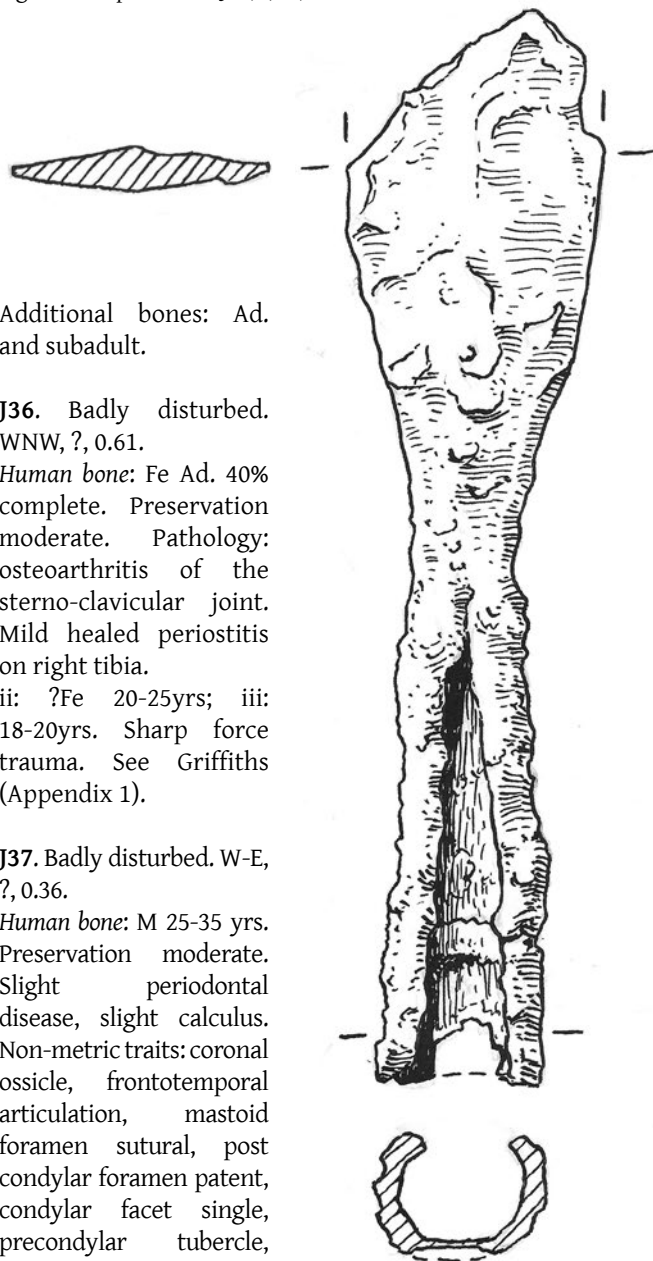 Additional bones: Ad.
and subadult.
J36. Badly disturbed.
WNW, ?, 0.61.
Human bone: Fe Ad. 40%
complete. Preservation
moderate. Pathology:
osteoarthritis of the
sterno-clavicular joint.
Mild healed periostitis
on right tibia.
ii: ?Fe 20-25yrs; iii:
18-20yrs. Sharp force
trauma. See Griffiths
(Appendix 1).
J37. Badly disturbed. W-E,
?, 0.36.
Human bone: M 25-35 yrs.
Preservation moderate.
Slight periodontal
disease, slight calculus.
Non-metric traits: coronal
ossicle, frontotemporal
articulation, mastoid
foramen sutural, post
condylar foramen patent,
condylar facet single,
precondylar tubercle,